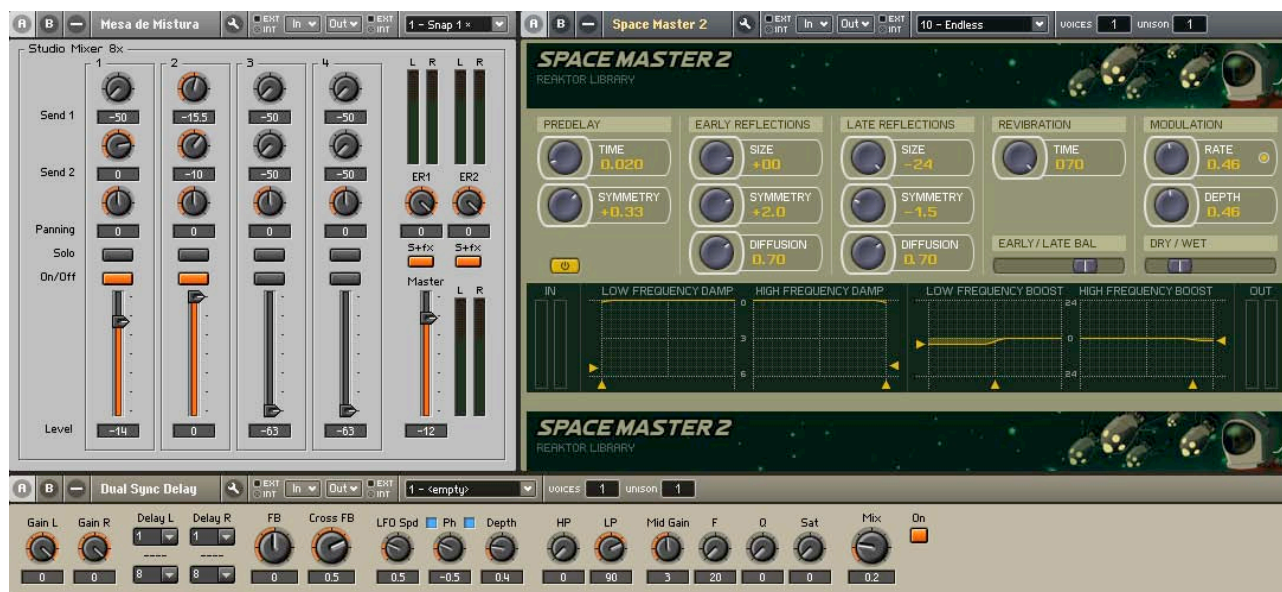 A B Mesa de Mistura EXT INT In Out EXT INT 1 - Snap 1 ×
Studio Mixer 8x
1 2 3 4 L R L R
Send 1 -50 -15.5 -50 -50
Send 2 0 -10 -50 -50
ER1 ER2
Panning 0 0 0 0 0 0
Solo S+fx S+fx
On/Off Master
L R
Level -14 0 -63 -63 -12
A B Space Master 2 EXT INT In Out EXT INT 10 - Endless VOICES 1 UNISON 1
SPACE MASTER 2
REAKTOR LIBRARY
PREDELAY EARLY REFLECTIONS LATE REFLECTIONS REVIBRATION MODULATION
TIME SIZE SIZE TIME RATE
0.020 +00 -24 070 0.46
SYMMETRY SYMMETRY SYMMETRY DEPTH
+0.33 +2.0 -1.5 0.46
DIFFUSION DIFFUSION EARLY / LATE BAL DRY / WET
0.70 0.70
IN LOW FREQUENCY DAMP HIGH FREQUENCY DAMP LOW FREQUENCY BOOST HIGH FREQUENCY BOOST OUT
0 24
3 0
6 24
SPACE MASTER 2
REAKTOR LIBRARY
A B Dual Sync Delay EXT INT In Out EXT INT 1 - <empty> VOICES 1 UNISON 1
Gain L Gain R Delay L Delay R FB Cross FB LFO Spd Ph Depth HP LP Mid Gain F Q Sat Mix On
1 1
---- ----
0 0 8 8 0 0.5 0.5 -0.5 0.4 0 90 3 20 0 0 0.2